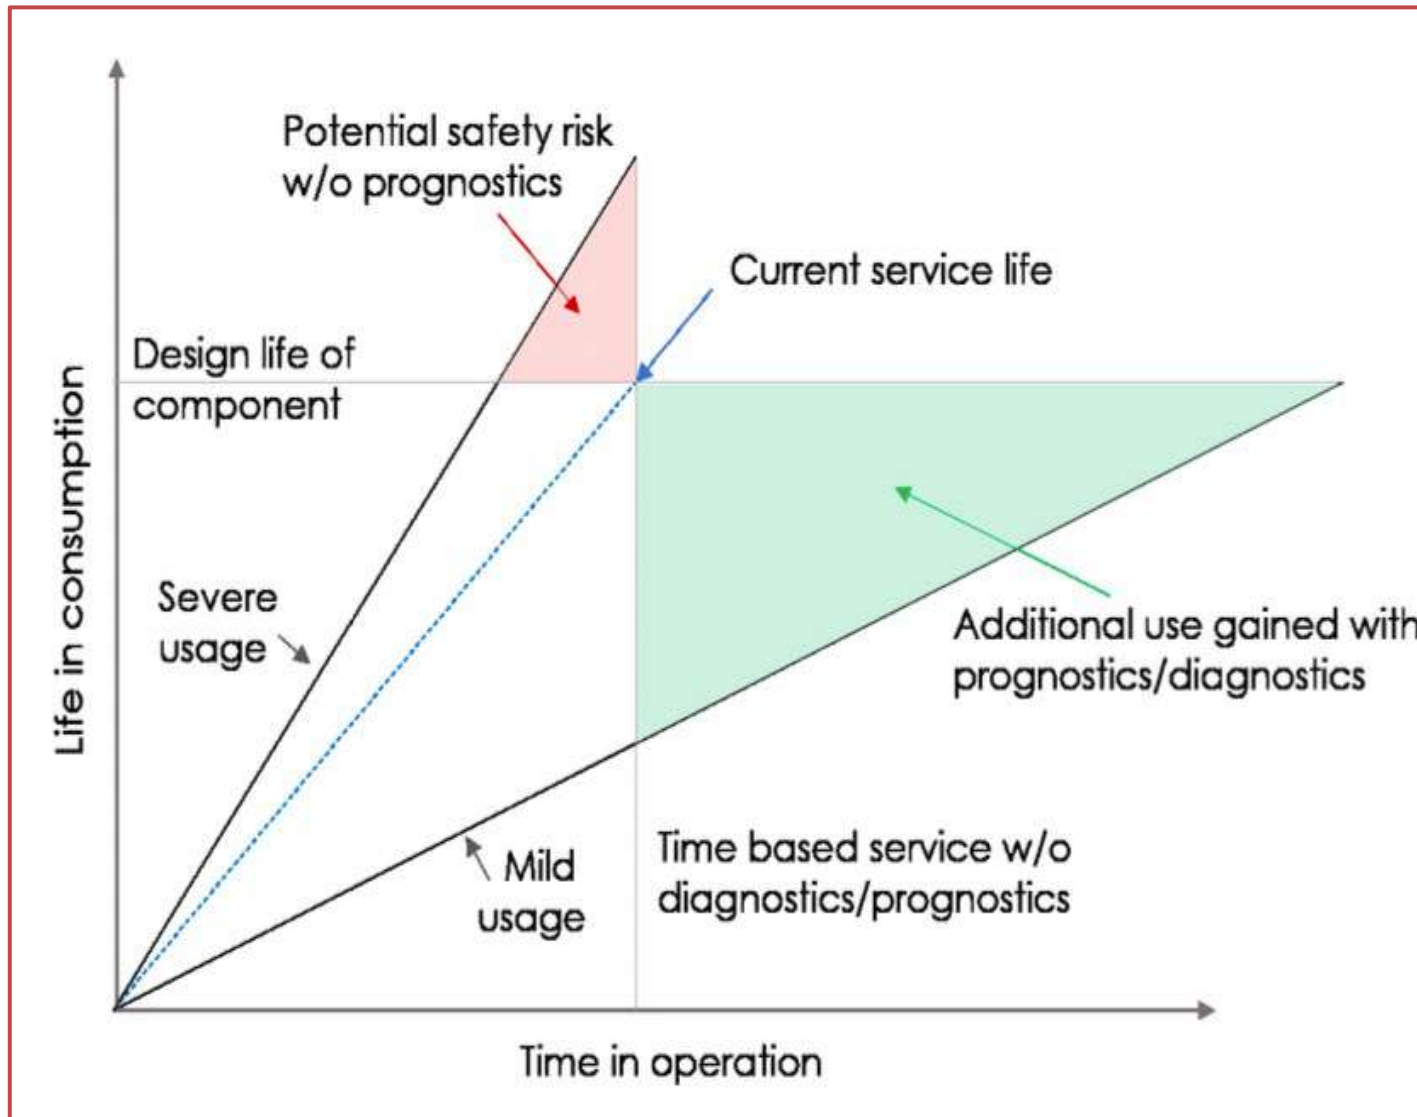 Potential safety risk
w/o prognostics
Current service life
Design life of
component
Life in consumption
Severe
usage
Additional use gained with
prognostics/diagnostics
Time based service w/o
diagnostics/prognostics
Mild
usage
Time in operation